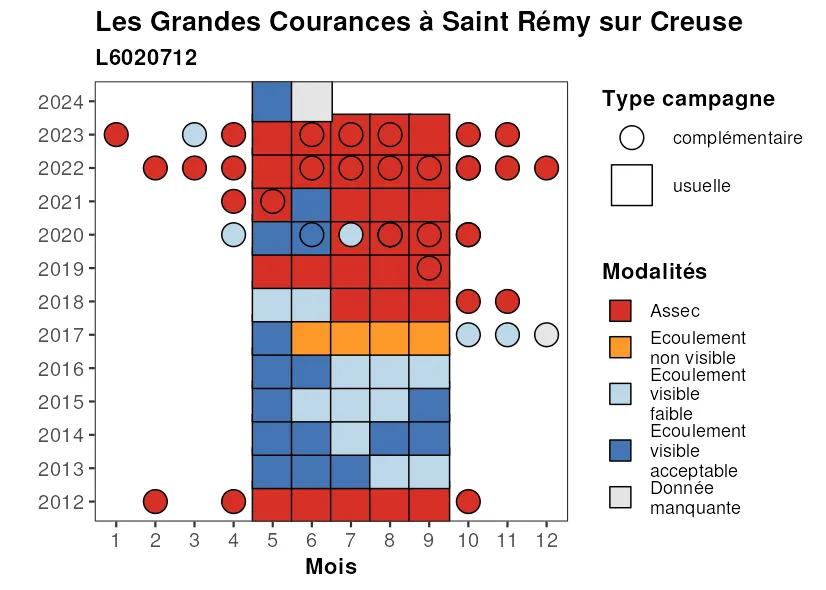 Les Grandes Courances à Saint Rémy sur Creuse
L6020712
2024
2023
2022
2021
2020
2019
2018
2017
2016
2015
2014
2013
2012
1 2 3 4 5 6 7 8 9 10 11 12
Mois
Type campagne
complémentaire
usuelle
Modalités
Assec
Ecoulement
non visible
Ecoulement
visible
faible
Ecoulement
visible
acceptable
Donnée
manquante